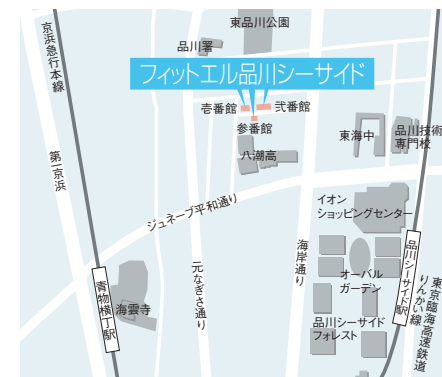 東品川公園
京浜急行本線
品川署
フィットエル品川シーサイド
壱番館
弐番館
参番館
八潮高
東海中
品川技術
専門校
第一京浜
ジュネーブ平和通り
イオン
ショッピングセンター
海岸通り
元なぎさ通り
品川シーサイド駅
オーバル
ガーデン
青物横丁駅
海雲寺
品川シーサイド
フォレスト
東京臨海高速鉄道
りんかい線